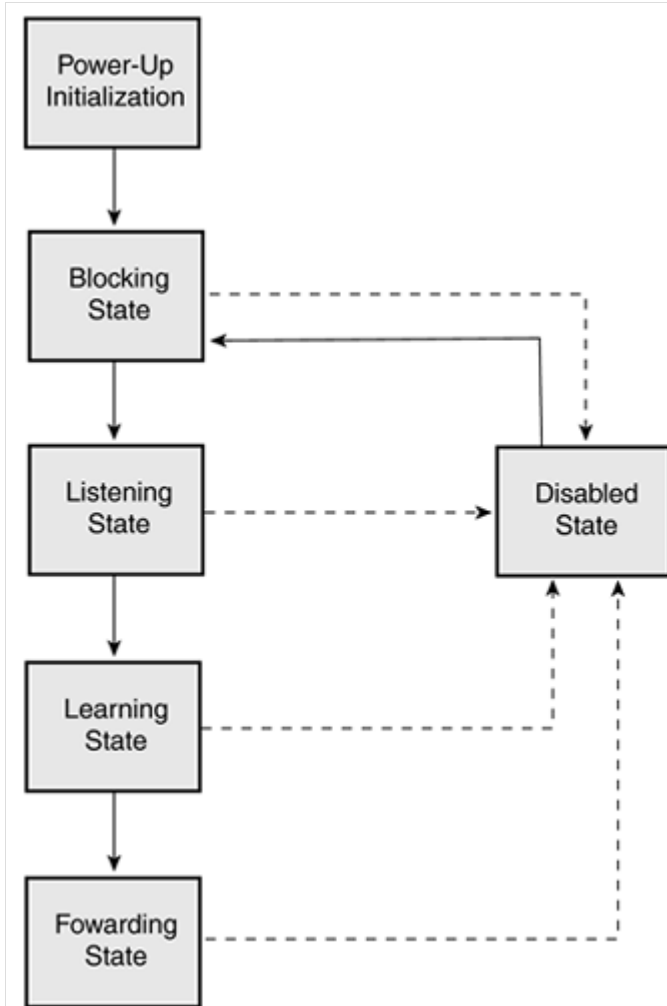 Power-Up
Initialization
Blocking
State
Listening
State
Disabled
State
Learning
State
Fowarding
State